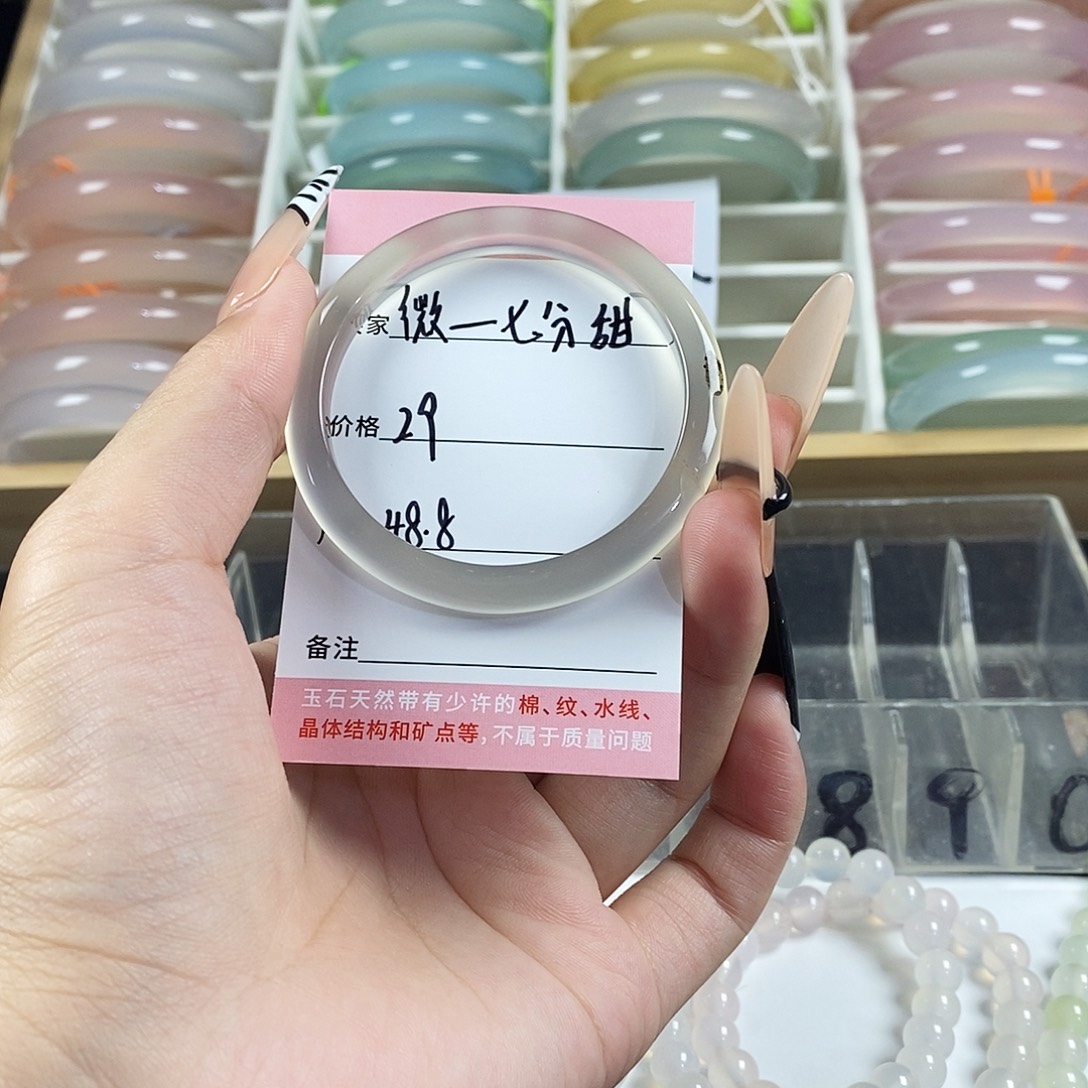 家 微一七分甜
价格 29
48.8
备注
玉石天然带有少许的棉、纹、水线、
晶体结构和矿点等，不属于质量问题
8 9 0